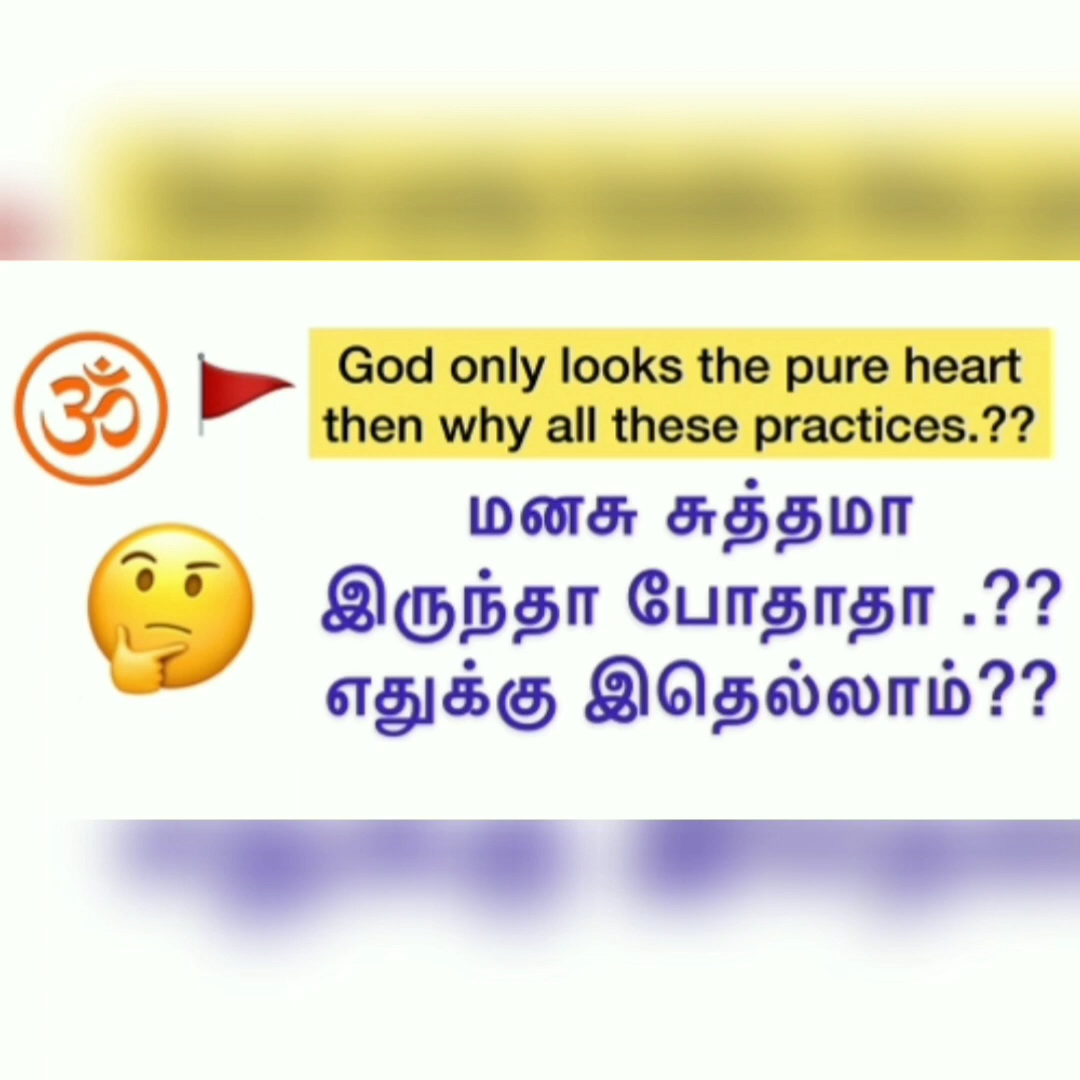 ॐ
God only looks the pure heart
then why all these practices.??
மனசு சுத்தமா
இருந்தா போதாதா .??
எதுக்கு இதெல்லாம்??